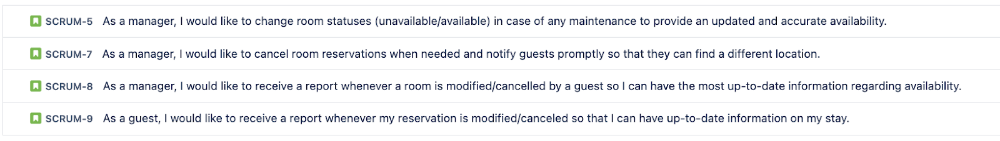 SCRUM-5 As a manager, I would like to change room statuses (unavailable/available) in case of any maintenance to provide an updated and accurate availability.
SCRUM-7 As a manager, I would like to cancel room reservations when needed and notify guests promptly so that they can find a different location.
SCRUM-8 As a manager, I would like to receive a report whenever a room is modified/cancelled by a guest so I can have the most up-to-date information regarding availability.
SCRUM-9 As a guest, I would like to receive a report whenever my reservation is modified/canceled so that I can have up-to-date information on my stay.